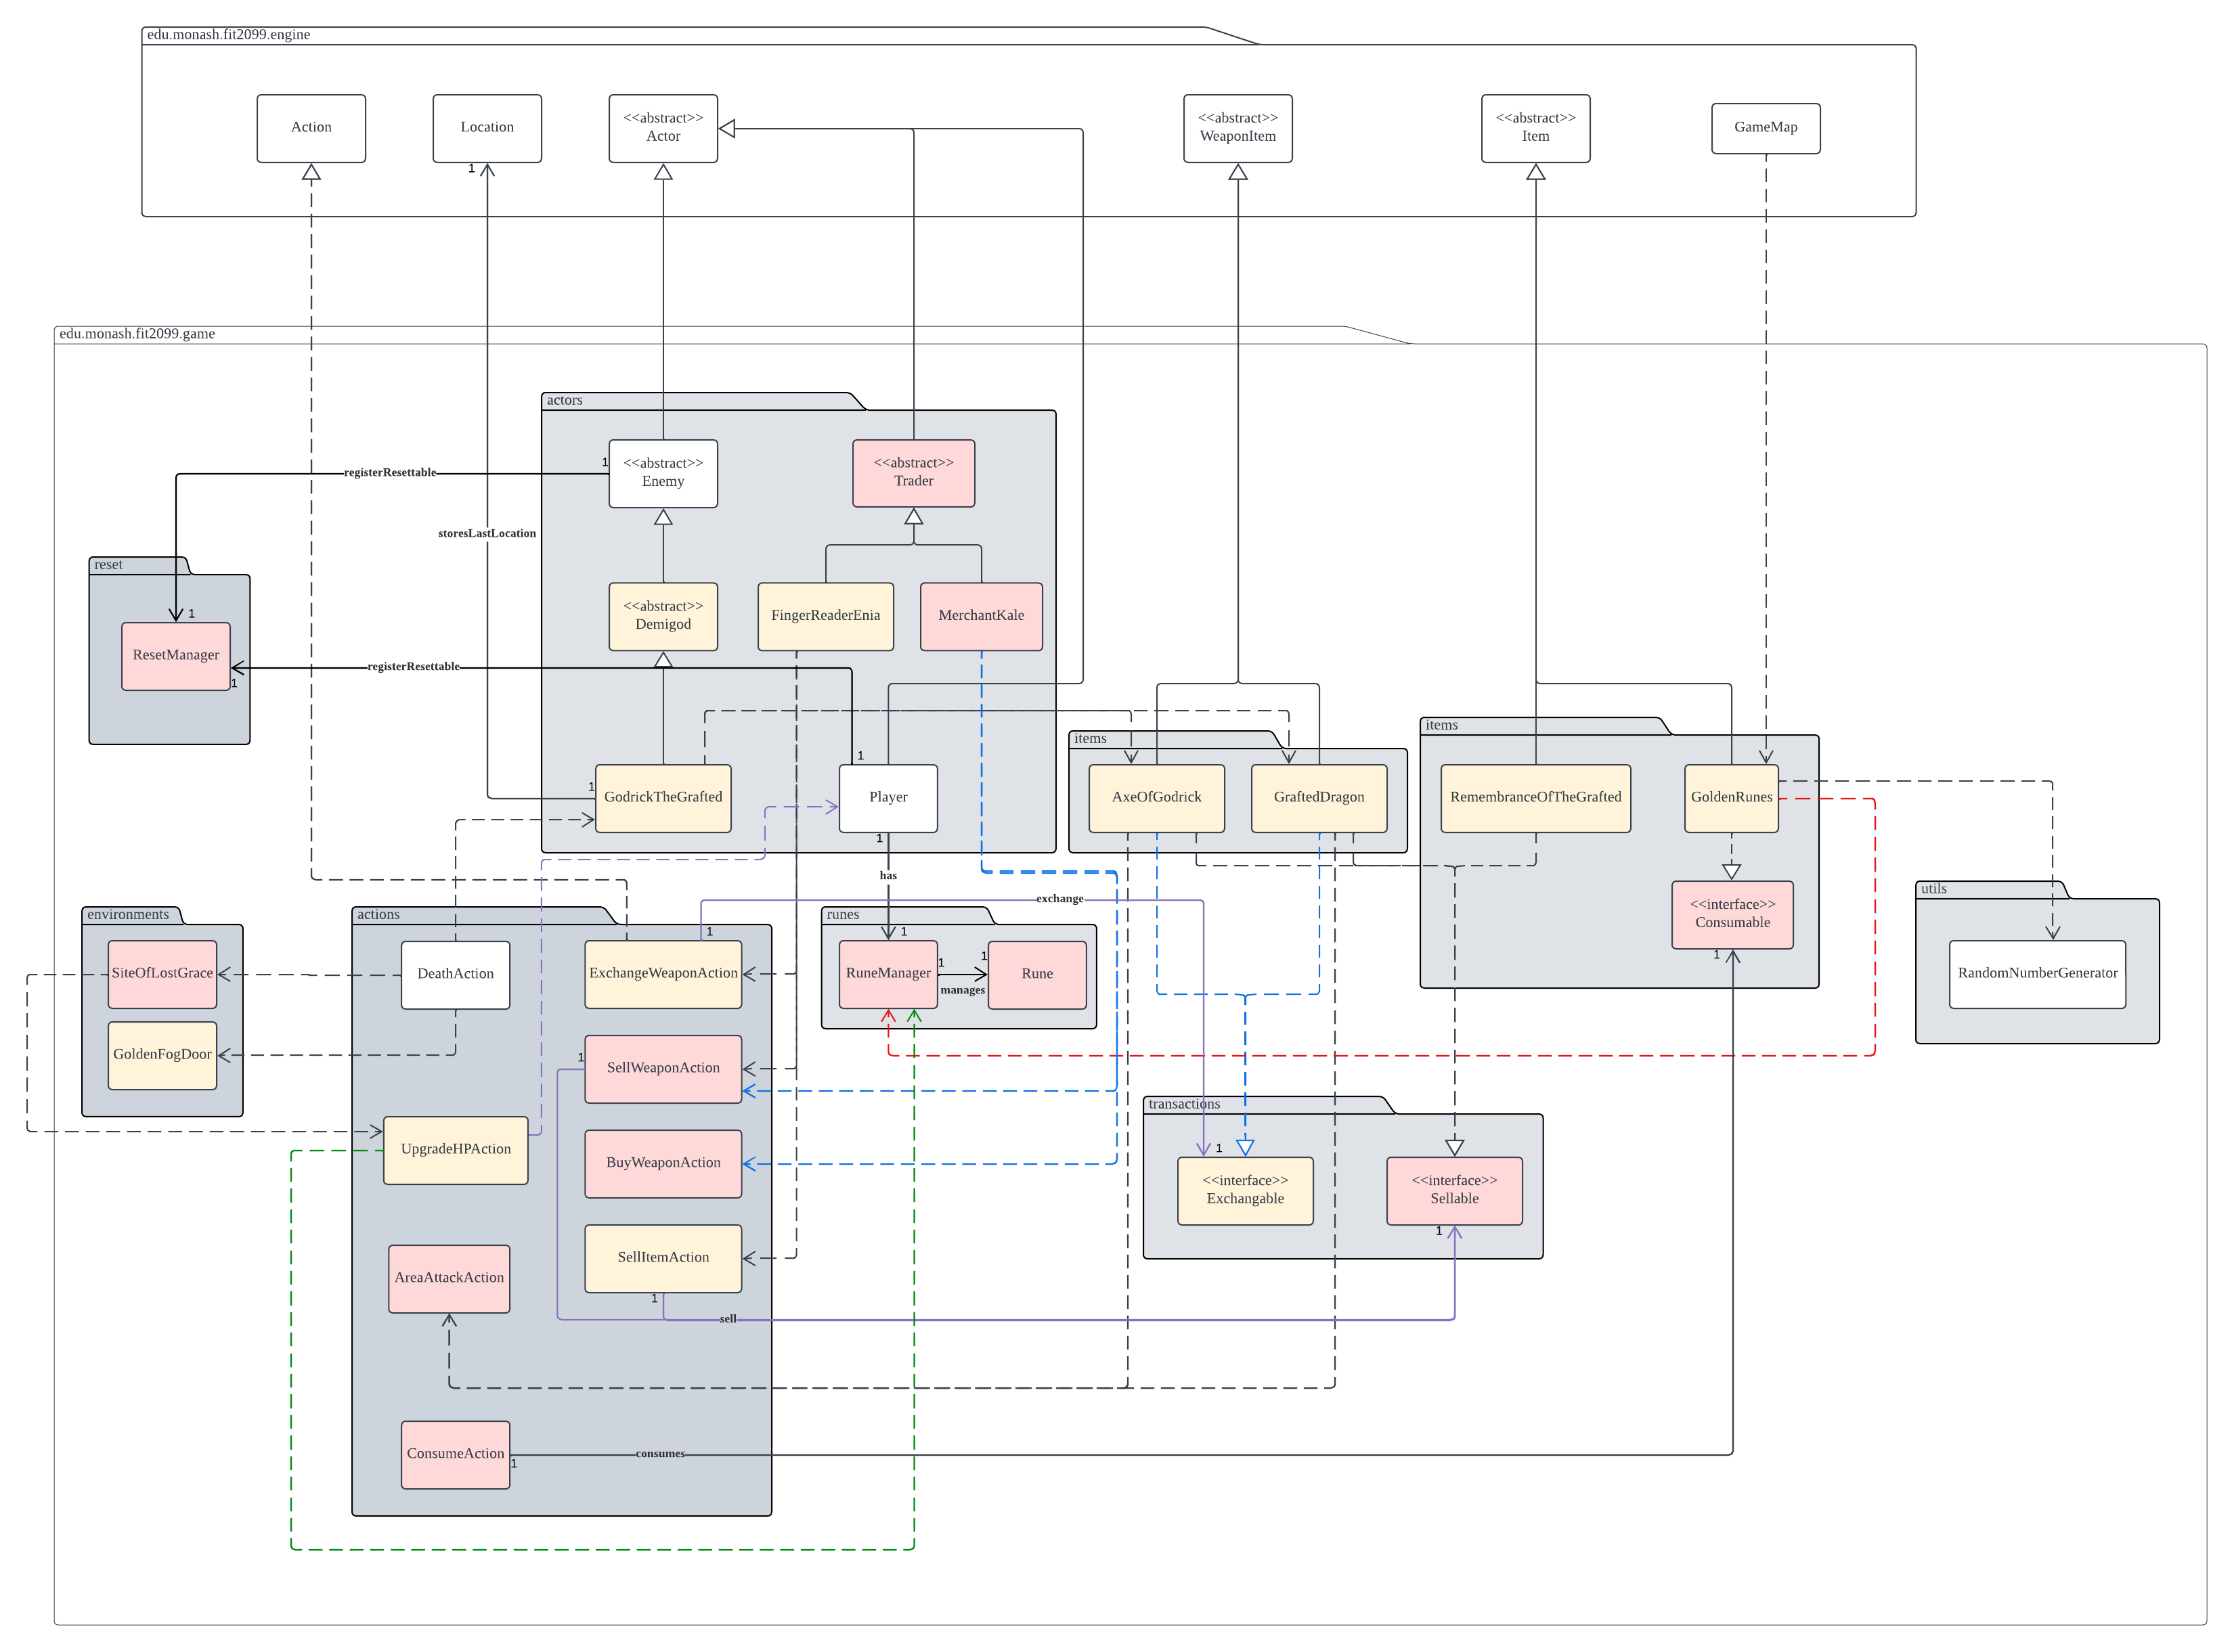 edu.monash.fit2099.engine
Action
Location
<<abstract>>
Actor
<<abstract>>
WeaponItem
<<abstract>>
Item
GameMap
1
edu.monash.fit2099.game
actors
<<abstract>>
Enemy
<<abstract>>
Trader
1
registerResettable
storesLastLocation
reset
1
ResetManager
1
<<abstract>>
Demigod
FingerReaderEnia
MerchantKale
registerResettable
1
1
GodrickTheGrafted
Player
1
has
items
AxeOfGodrick
GraftedDragon
items
RemembranceOfTheGrafted
GoldenRunes
<<interface>>
Consumable
1
utils
RandomNumberGenerator
environments
SiteOfLostGrace
GoldenFogDoor
actions
DeathAction
1
ExchangeWeaponAction
exchange
runes
1
RuneManager
1
manages
1
Rune
1
SellWeaponAction
UpgradeHPAction
BuyWeaponAction
transactions
1
<<interface>>
Exchangable
<<interface>>
Sellable
1
AreaAttackAction
SellItemAction
1
sell
ConsumeAction
1
consumes